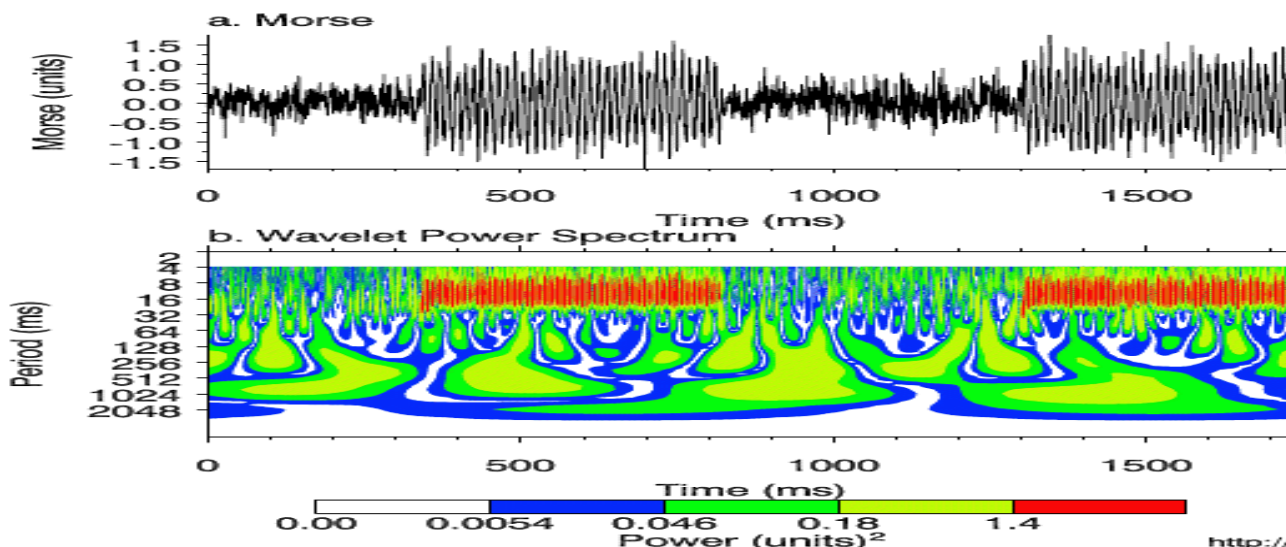 a. Morse
Morse (units)
1.5
1.0
0.5
0.0
-0.5
-1.0
-1.5
0 500 1000 1500
Time (ms)
b. Wavelet Power Spectrum
Period (ms)
2
4
8
16
32
64
128
256
512
1024
2048
0 500 1000 1500
Time (ms)
0.00 0.0054 0.046 0.18 1.4
Power (units)²
http:/